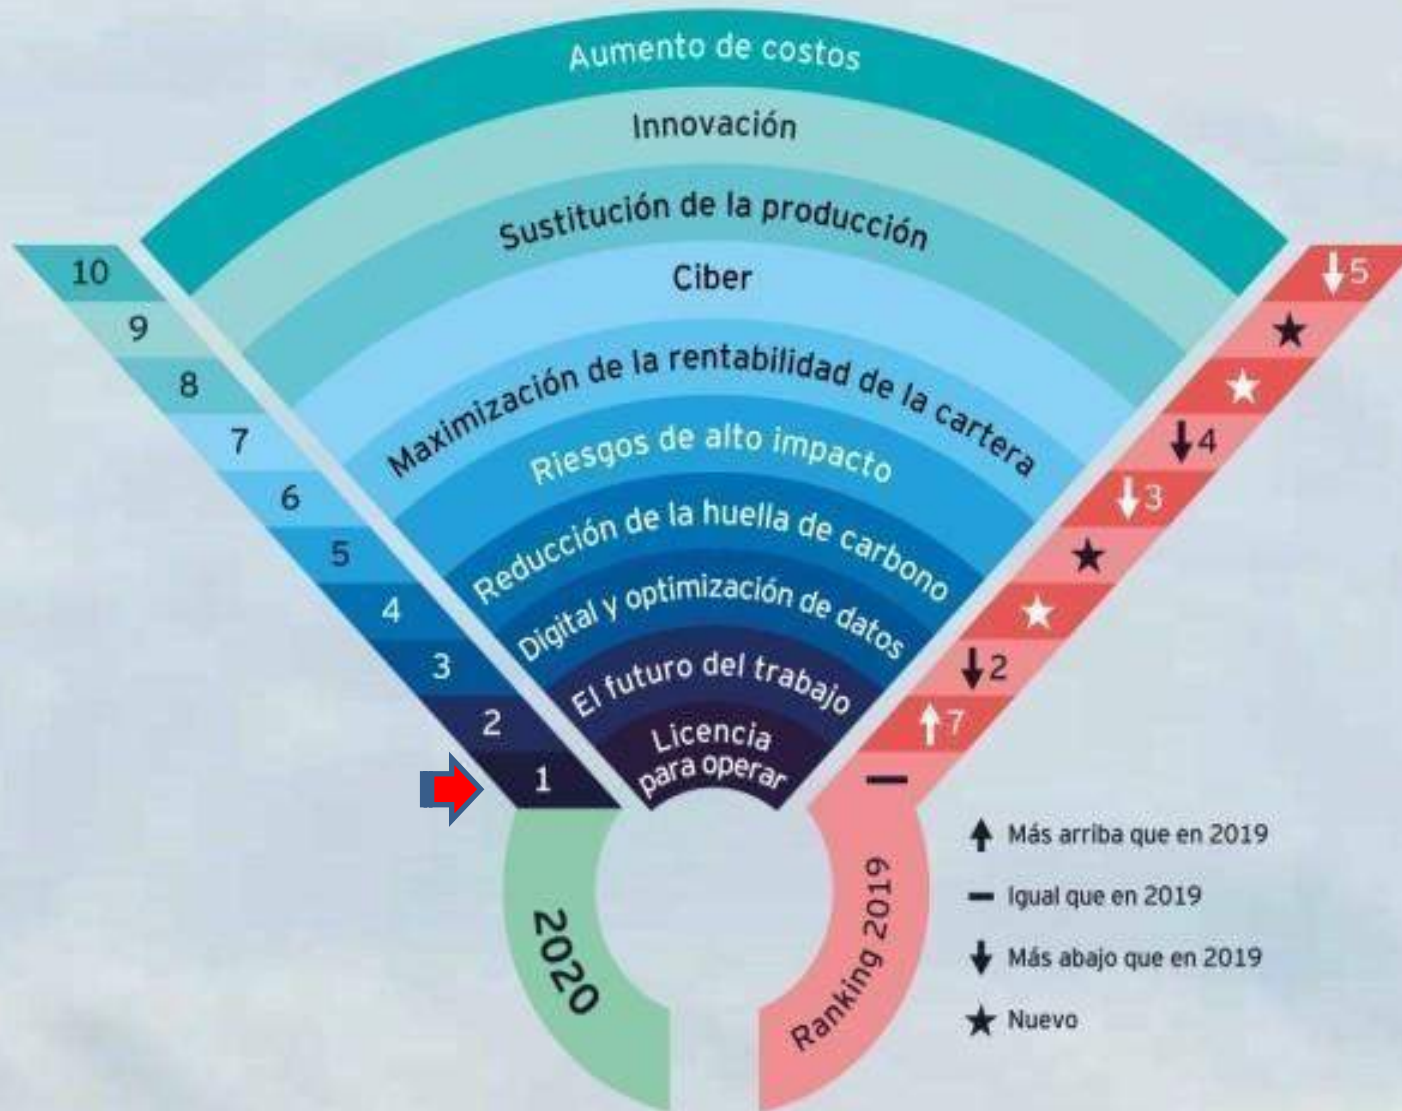 Aumento de costos
Innovación
Sustitución de la producción
Ciber
Maximización de la rentabilidad de la cartera
Riesgos de alto impacto
Reducción de la huella de carbono
Digital y optimización de datos
El futuro del trabajo
Licencia
para operar
10
9
8
7
6
5
4
3
2
1
2020
↓5
★
★
↓4
↓3
★
★
↓2
↑7
—
Ranking 2019
↑ Más arriba que en 2019
— Igual que en 2019
↓ Más abajo que en 2019
★ Nuevo